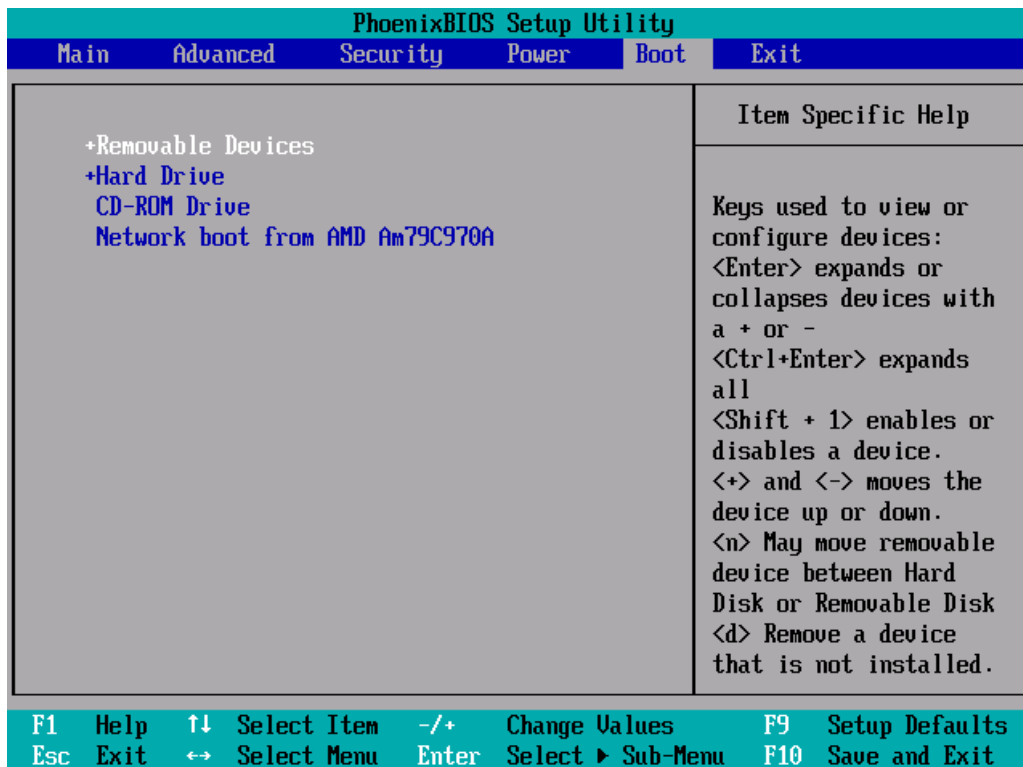 PhoenixBIOS Setup Utility
Main Advanced Security Power Boot Exit
+Removable Devices
+Hard Drive
CD-ROM Drive
Network boot from AMD Am79C970A
Item Specific Help
Keys used to view or
configure devices:
<Enter> expands or
collapses devices with
a + or -
<Ctrl+Enter> expands
all
<Shift + 1> enables or
disables a device.
<+> and <-> moves the
device up or down.
<n> May move removable
device between Hard
Disk or Removable Disk
<d> Remove a device
that is not installed.
F1 Help ↑↓ Select Item -/+ Change Values F9 Setup Defaults
Esc Exit ↔ Select Menu Enter Select ▶ Sub-Menu F10 Save and Exit